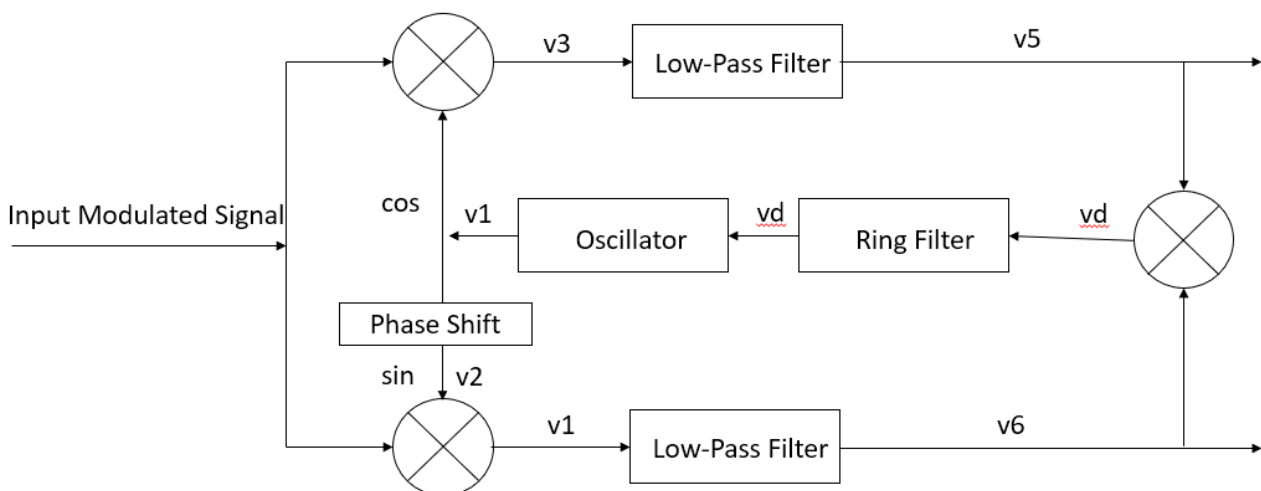 v3
Low-Pass Filter
v5
Input Modulated Signal
cos
v1
Oscillator
vd
Ring Filter
vd
Phase Shift
sin
v2
v1
Low-Pass Filter
v6